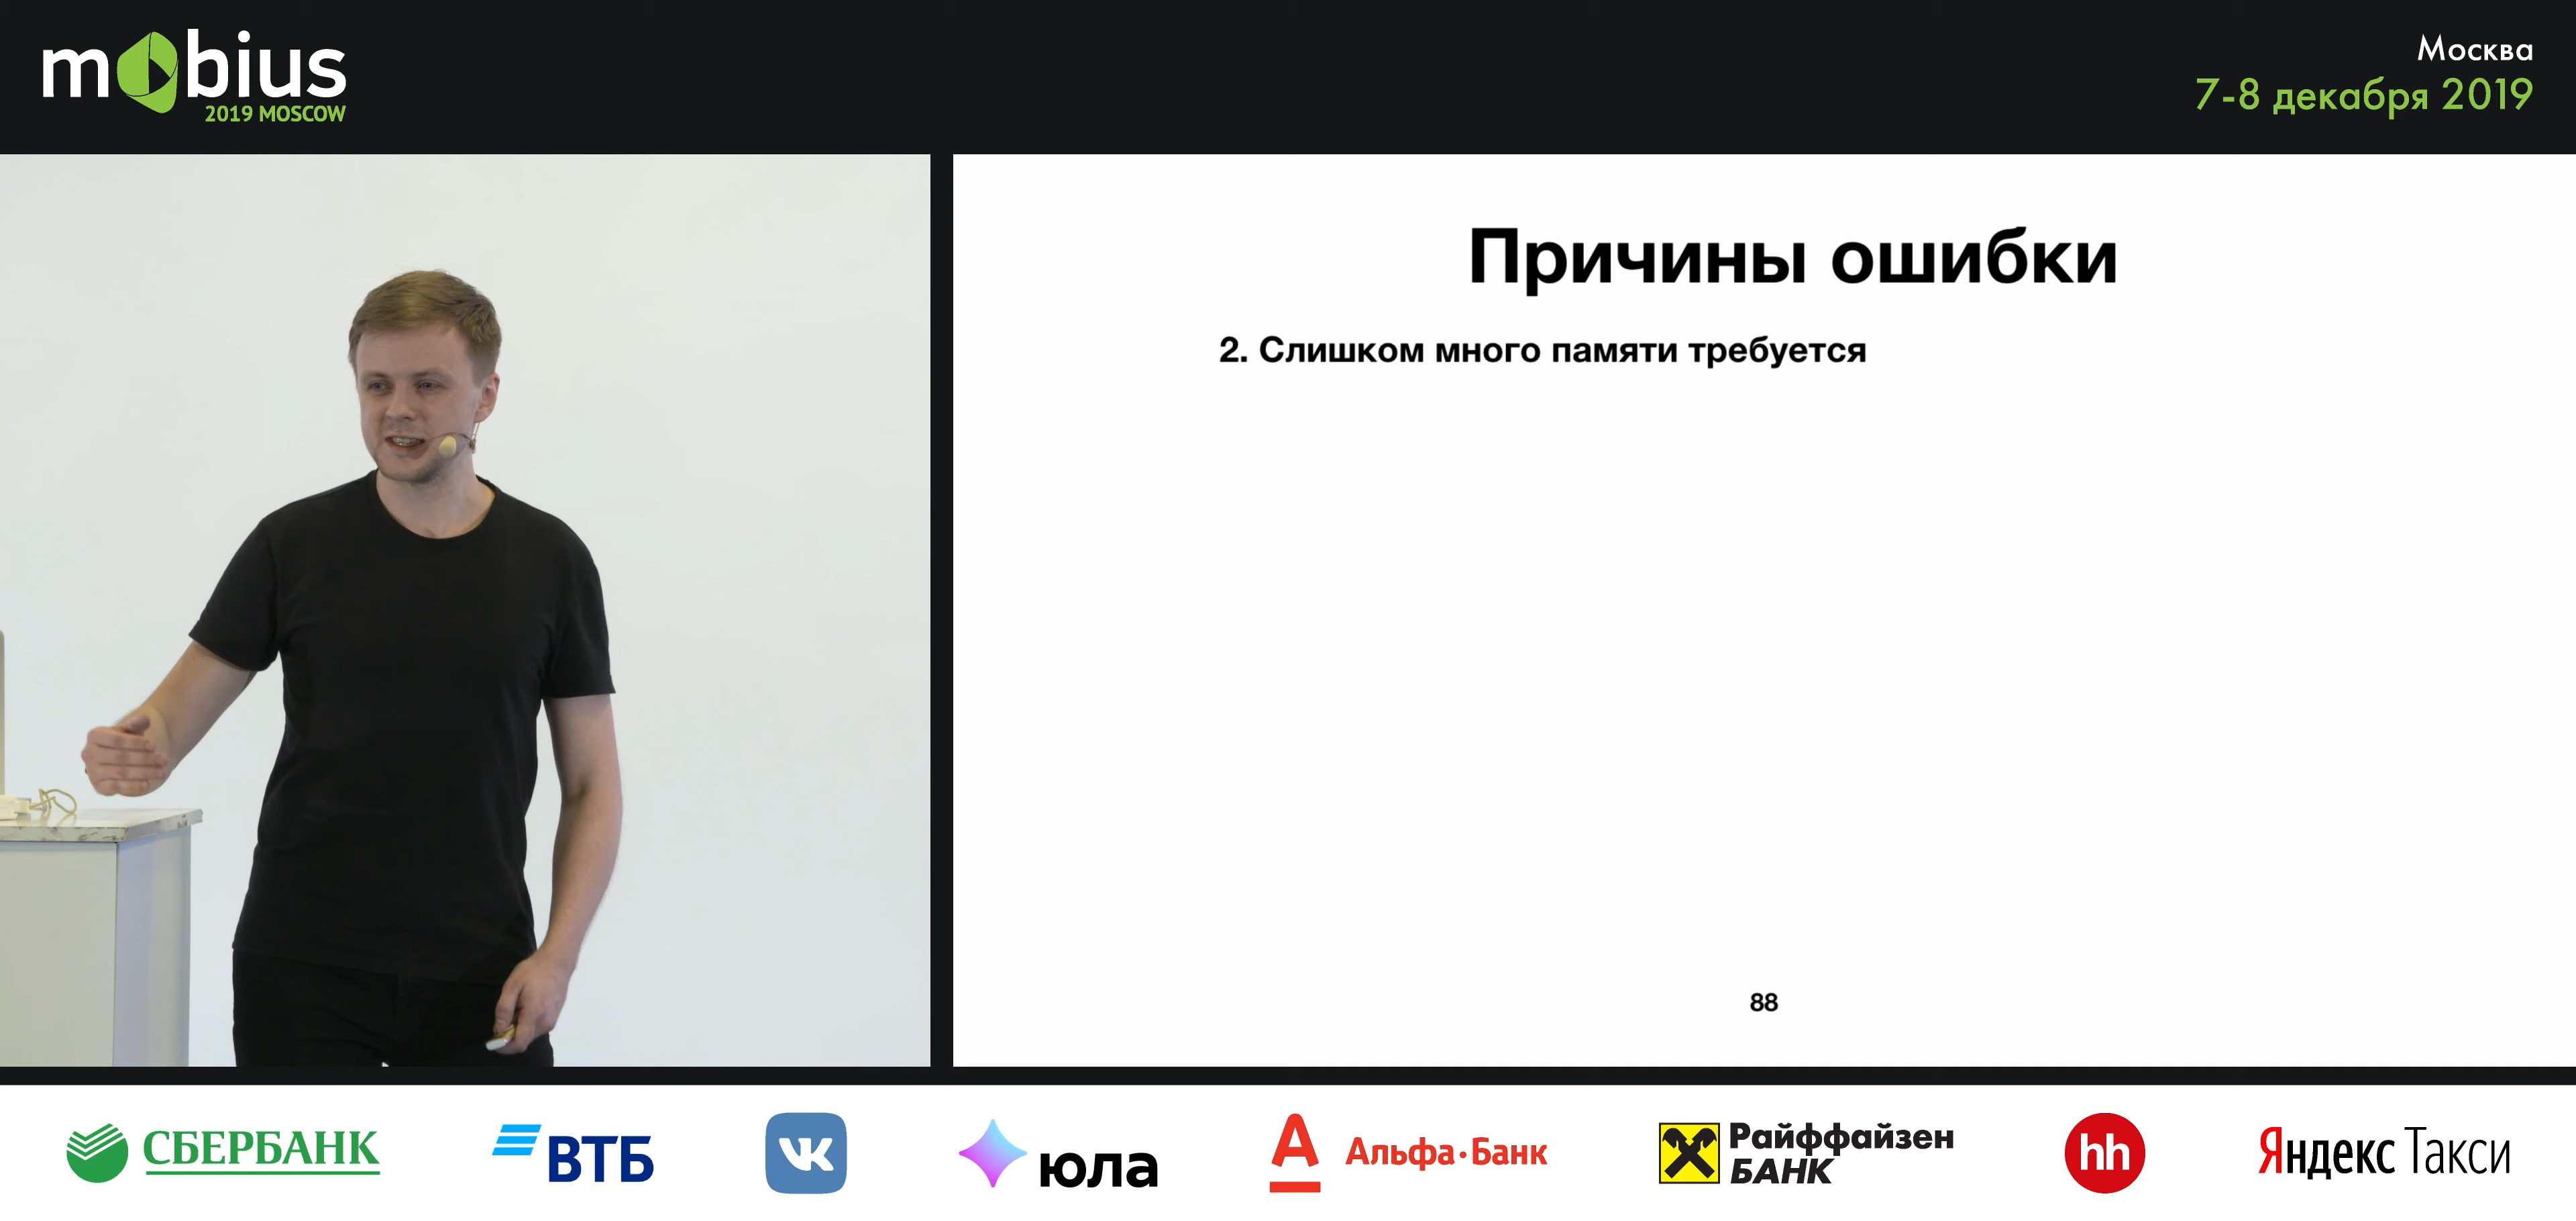 mobius
2019 MOSCOW
Москва
7-8 декабря 2019
Причины ошибки
2. Слишком много памяти требуется
88
СБЕРБАНК
ВТБ
VK
юла
А
Альфа·Банк
Райффайзен
БАНК
hh
Яндекс Такси